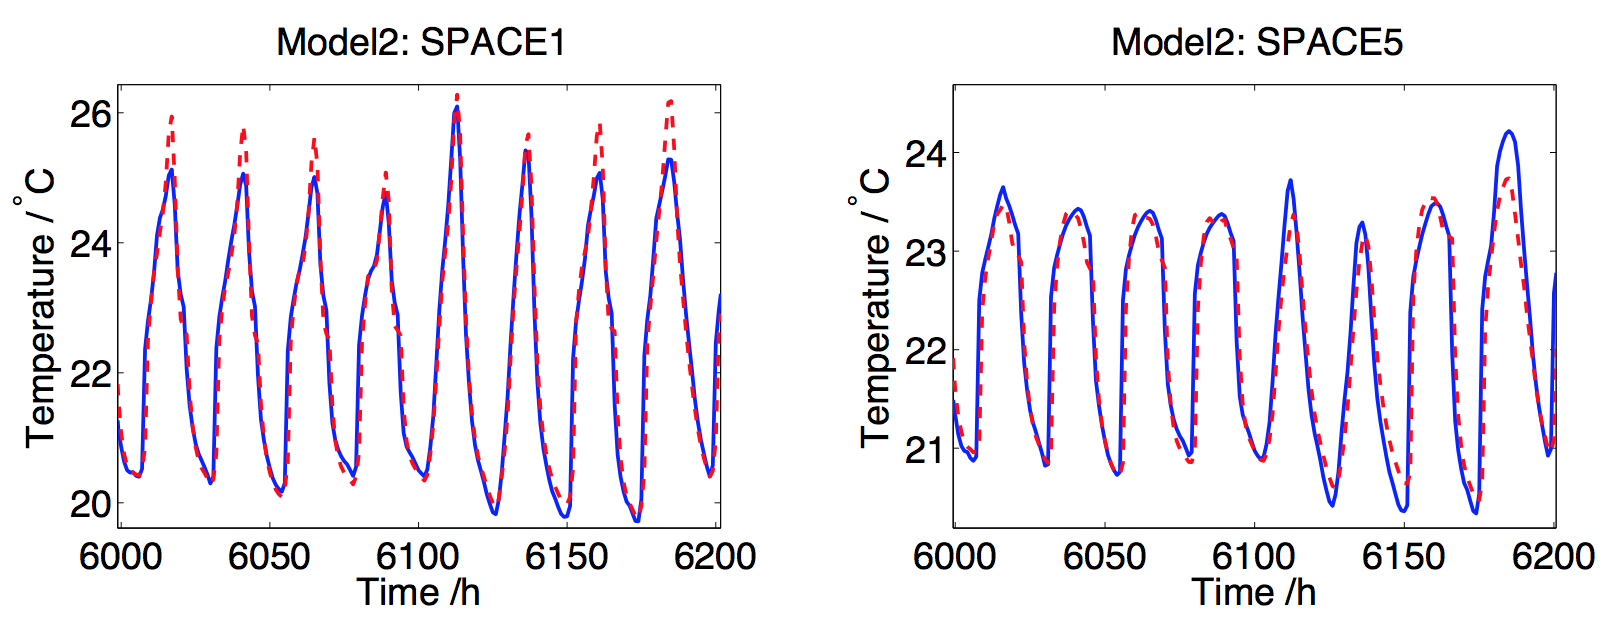 Model2: SPACE1
26
24
22
20
Temperature /°C
6000 6050 6100 6150 6200
Time /h
Model2: SPACE5
24
23
22
21
Temperature /°C
6000 6050 6100 6150 6200
Time /h